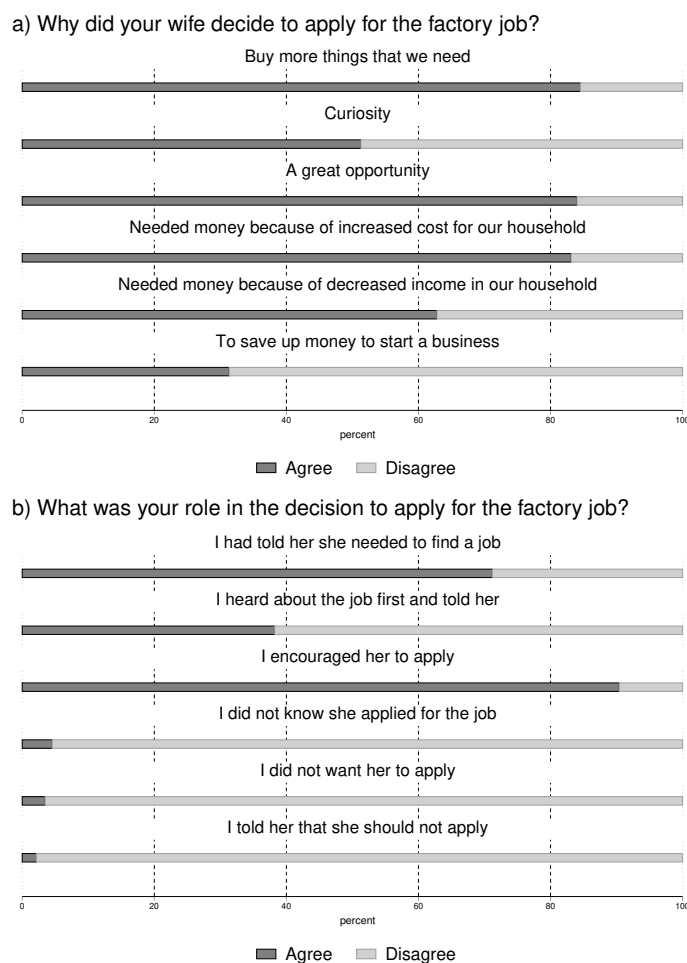 a) Why did your wife decide to apply for the factory job?
Buy more things that we need
Curiosity
A great opportunity
Needed money because of increased cost for our household
Needed money because of decreased income in our household
To save up money to start a business
0 20 40 60 80 100
percent
Agree Disagree
b) What was your role in the decision to apply for the factory job?
I had told her she needed to find a job
I heard about the job first and told her
I encouraged her to apply
I did not know she applied for the job
I did not want her to apply
I told her that she should not apply
0 20 40 60 80 100
percent
Agree Disagree